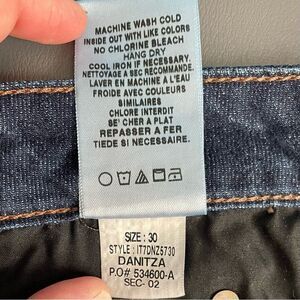 MACHINE WASH COLD
INSIDE OUT WITH LIKE COLORS
NO CHLORINE BLEACH
HANG DRY
COOL IRON IF NECESSARY.
NETTOYAGE A SEC RECOMMANDE
LAVER EN MACHINE A L'EAU
FROIDE AVEC COULEURS
SIMILAIRES
CHLORE INTERDIT
SE' CHER A PLAT
REPASSER A FER
TIEDE SI NECESSAIRE.
SIZE : 30
STYLE : IT7DNZ5730
DANITZA
P.O# 534600-A
SEC- 02